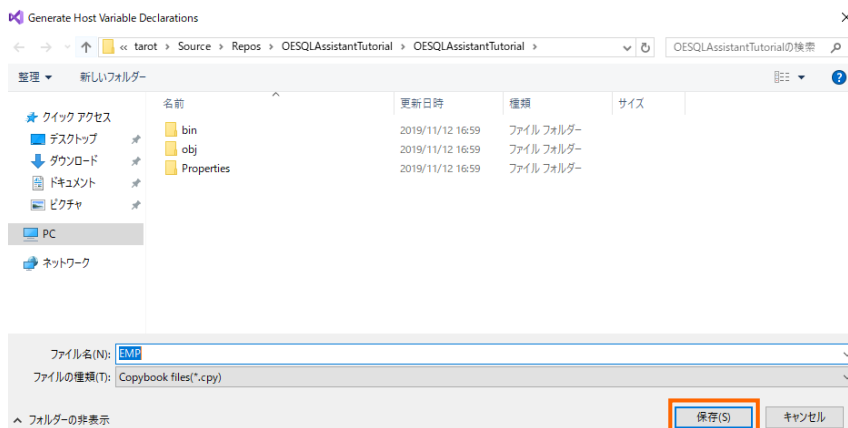 Generate Host Variable Declarations
« tarot › Source › Repos › OESQLAssistantTutorial › OESQLAssistantTutorial › OESQLAssistantTutorialの検索
整理 新しいフォルダー
名前 更新日時 種類 サイズ
クイック アクセス
bin 2019/11/12 16:59 ファイル フォルダー
デスクトップ
obj 2019/11/12 16:59 ファイル フォルダー
ダウンロード
Properties 2019/11/12 16:59 ファイル フォルダー
ドキュメント
ピクチャ
PC
ネットワーク
ファイル名(N): EMP
ファイルの種類(T): Copybook files(*.cpy)
フォルダーの非表示 保存(S) キャンセル